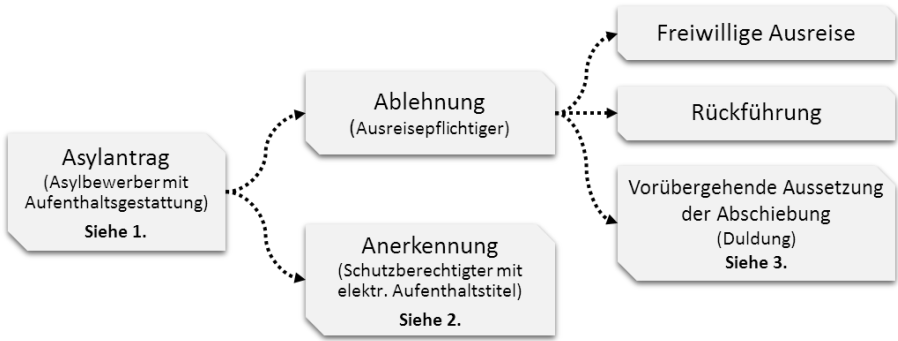 Asylantrag
(Asylbewerber mit
Aufenthaltsgestattung)
Siehe 1.
Ablehnung
(Ausreisepflichtiger)
Anerkennung
(Schutzberechtigter mit
elektr. Aufenthaltstitel)
Siehe 2.
Freiwillige Ausreise
Rückführung
Vorübergehende Aussetzung
der Abschiebung
(Duldung)
Siehe 3.